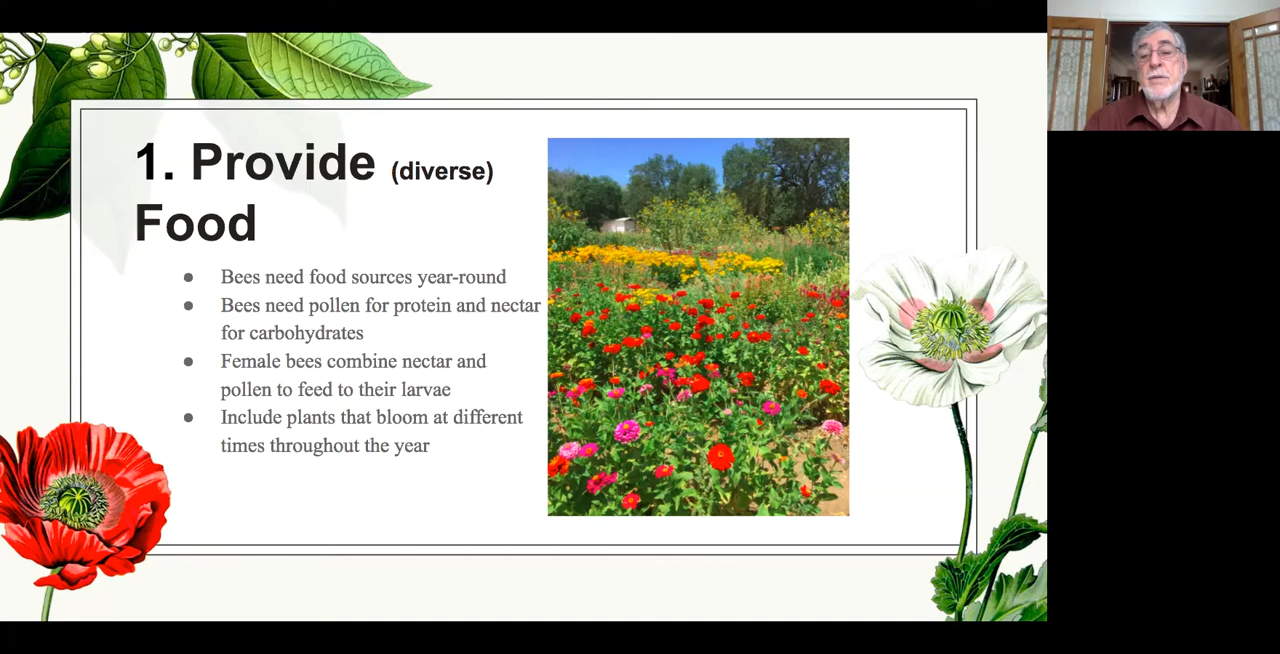 1. Provide (diverse)
Food
● Bees need food sources year-round
● Bees need pollen for protein and nectar
for carbohydrates
● Female bees combine nectar and
pollen to feed to their larvae
● Include plants that bloom at different
times throughout the year